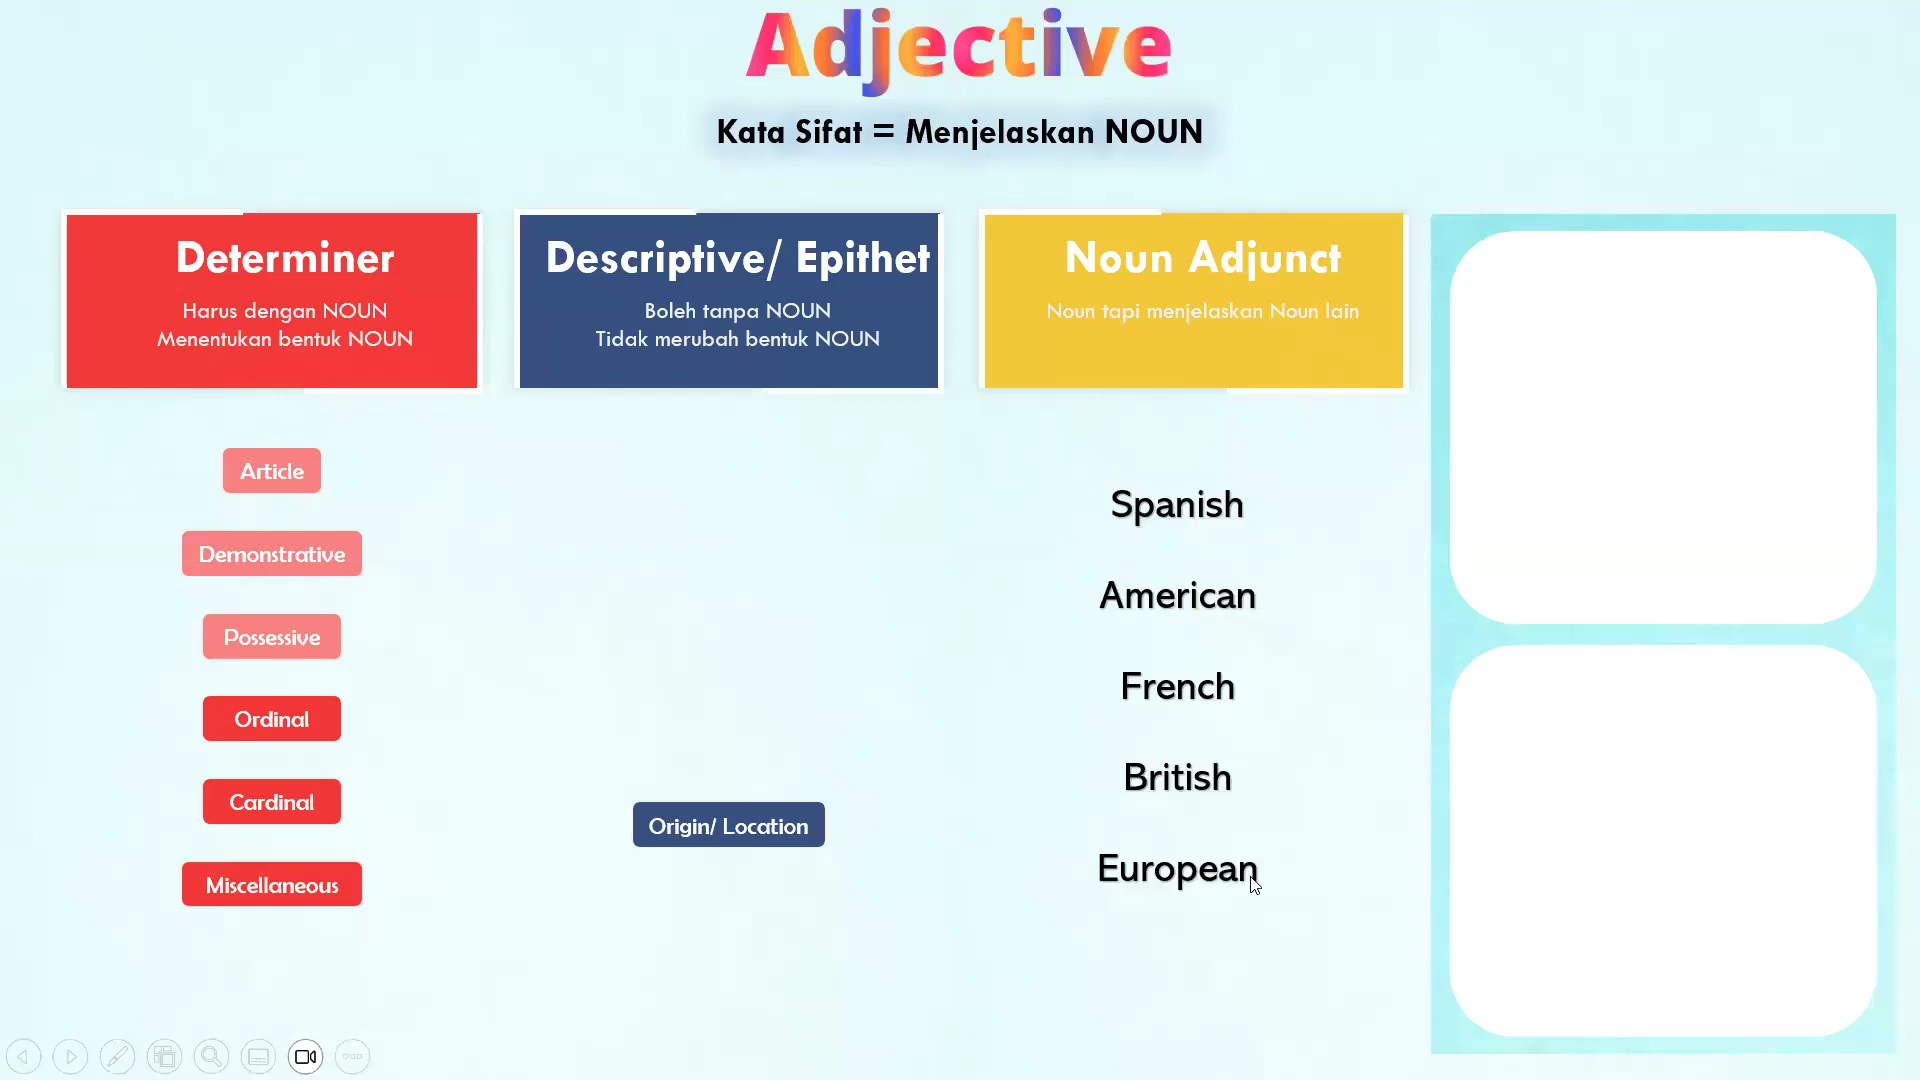 Adjective
Kata Sifat = Menjelaskan NOUN
Determiner
Harus dengan NOUN
Menentukan bentuk NOUN
Descriptive/ Epithet
Boleh tanpa NOUN
Tidak merubah bentuk NOUN
Noun Adjunct
Noun tapi menjelaskan Noun lain
Article
Demonstrative
Possessive
Ordinal
Cardinal
Miscellaneous
Origin/ Location
Spanish
American
French
British
European